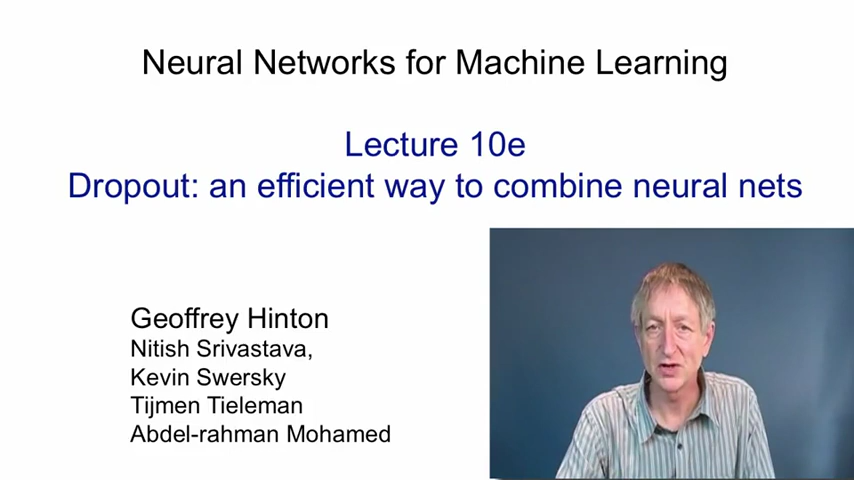 Neural Networks for Machine Learning
Lecture 10e
Dropout: an efficient way to combine neural nets
Geoffrey Hinton
Nitish Srivastava,
Kevin Swersky
Tijmen Tieleman
Abdel-rahman Mohamed